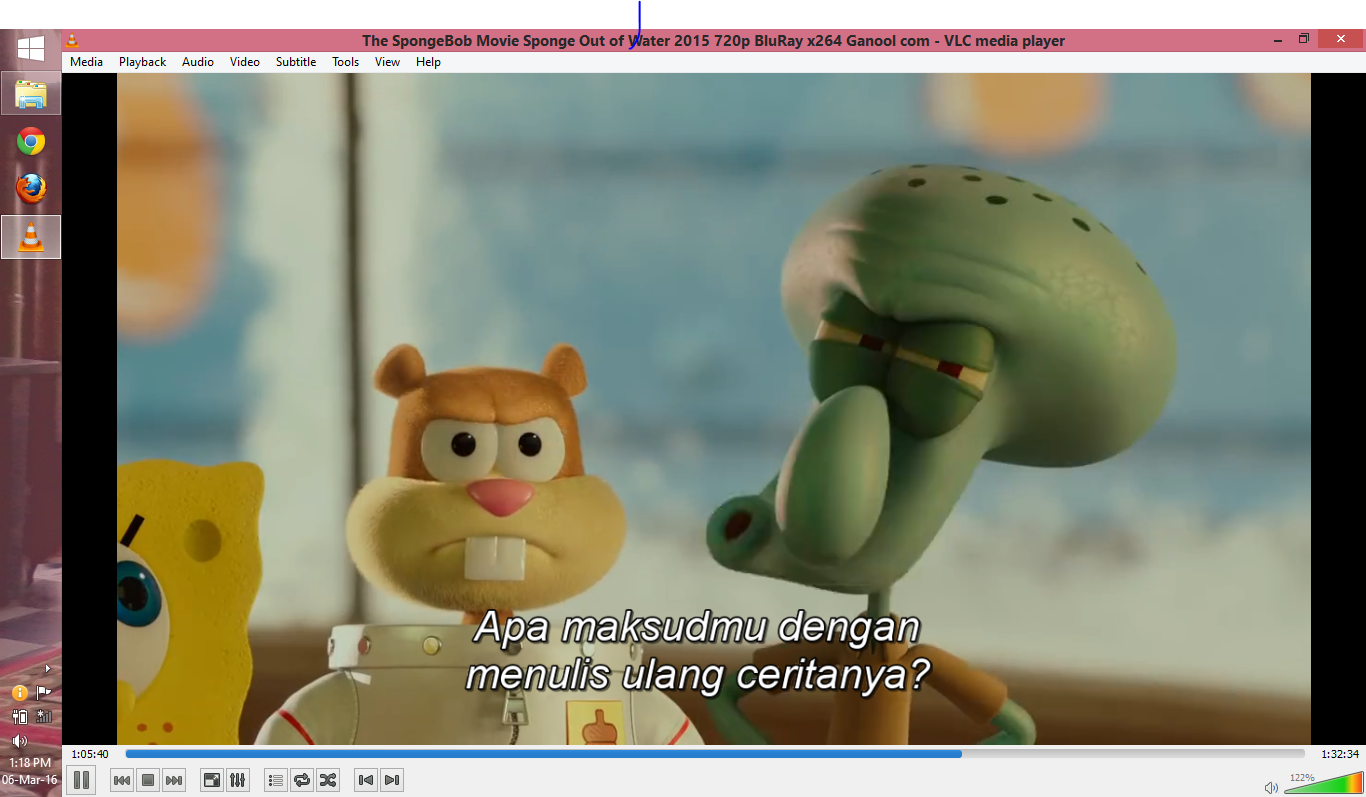 The SpongeBob Movie Sponge Out of Water 2015 720p BluRay x264 Ganool com - VLC media player
Media Playback Audio Video Subtitle Tools View Help
Apa maksudmu dengan
menulis ulang ceritanya?
1:05:40
1:32:34
1:18 PM
06-Mar-16
122%